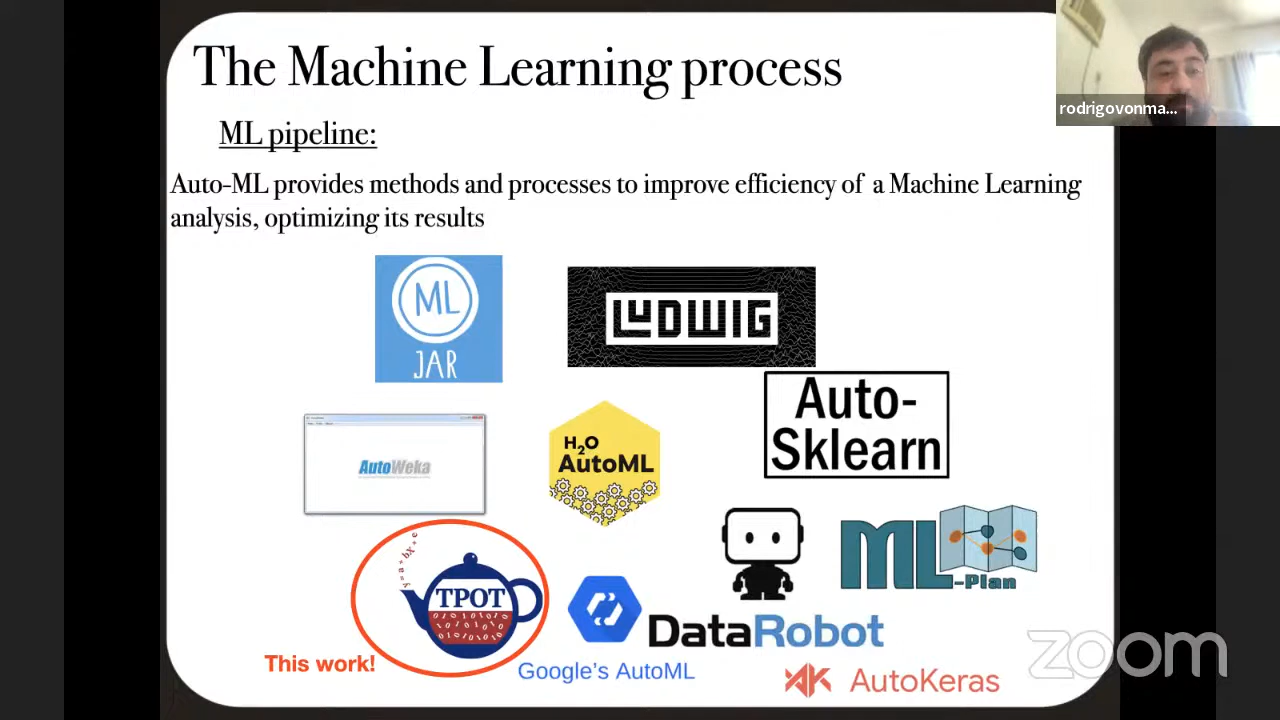 The Machine Learning process
rodrigovonma...
ML pipeline:
Auto-ML provides methods and processes to improve efficiency of a Machine Learning
analysis, optimizing its results
ML
JAR
LUDWIG
Auto-
Sklearn
AutoWeka
H2O
AutoML
ML
-Plan
y = a + bX + e
TPOT
DataRobot
This work!
Google's AutoML
AutoKeras
zoom